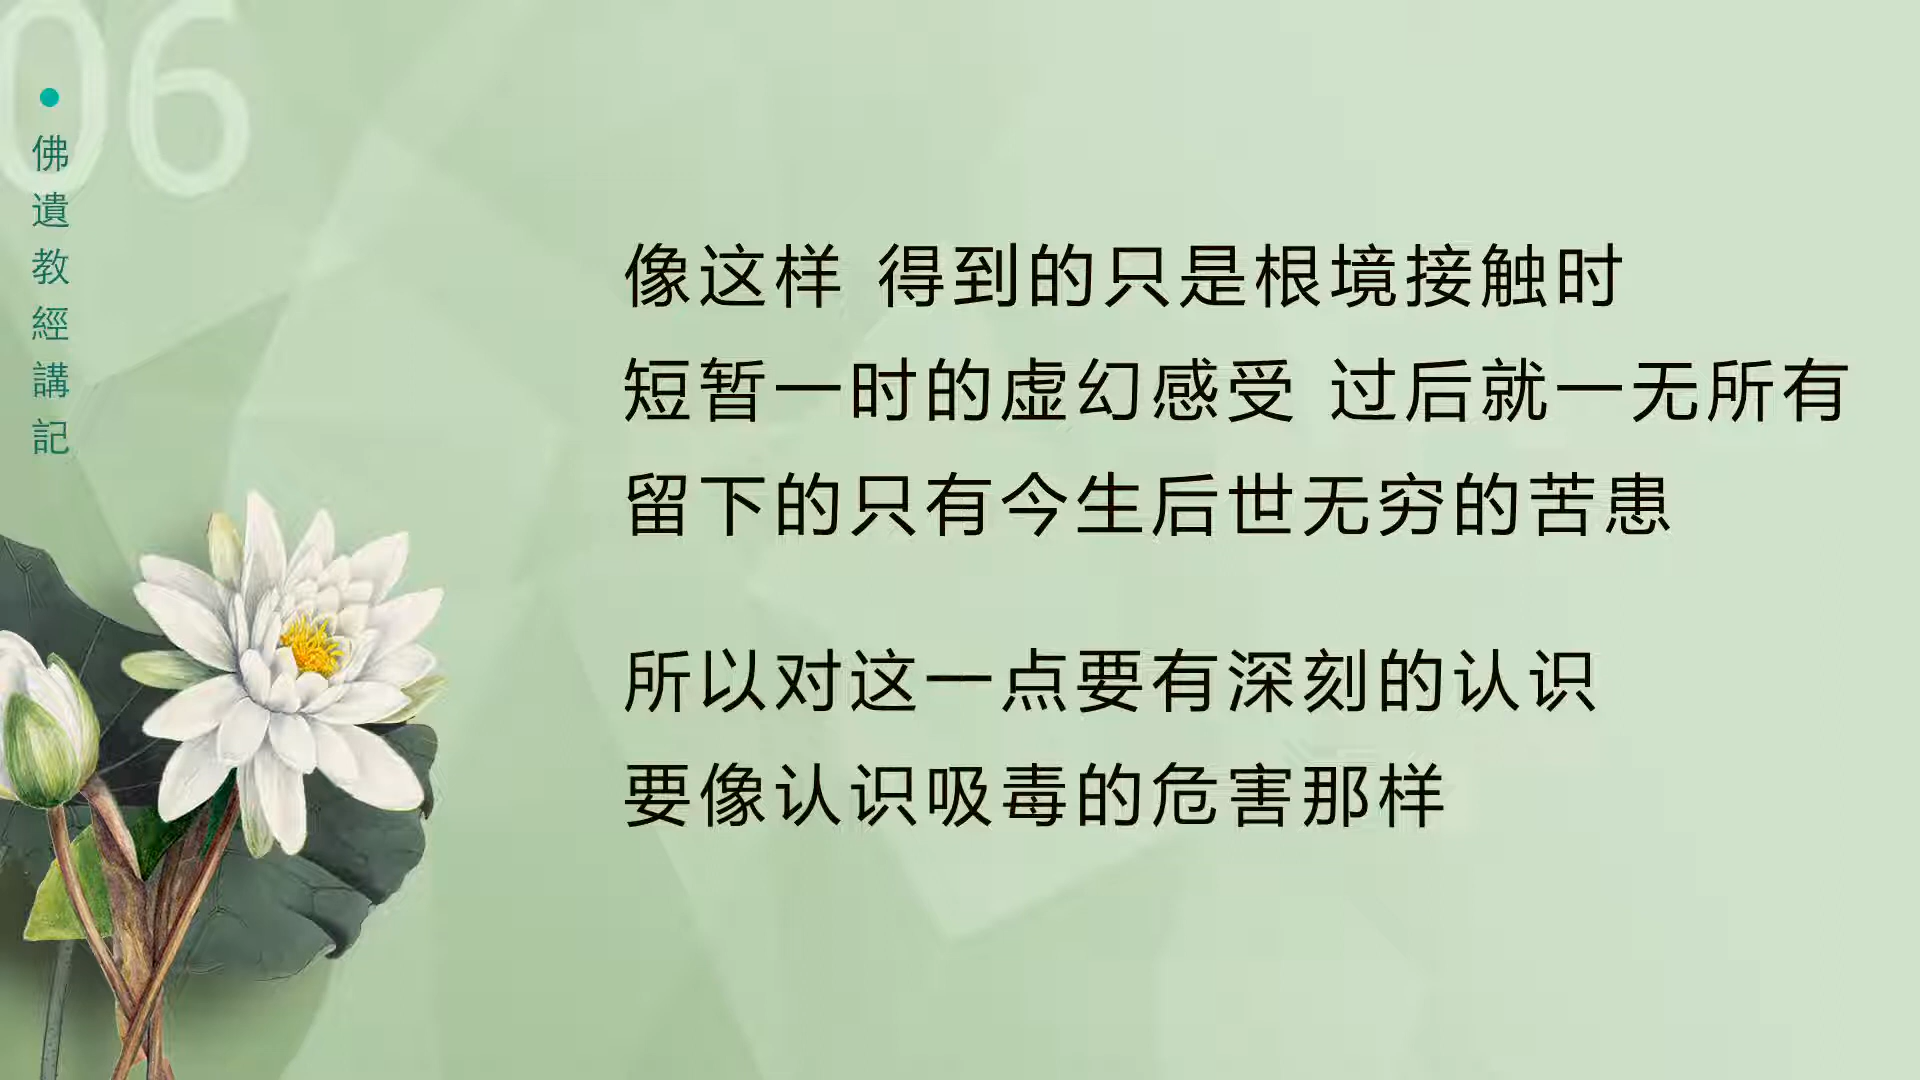 06
佛遺教經講記
像这样 得到的只是根境接触时
短暂一时的虚幻感受 过后就一无所有
留下的只有今生后世无穷的苦患
所以对这一点要有深刻的认识
要像认识吸毒的危害那样